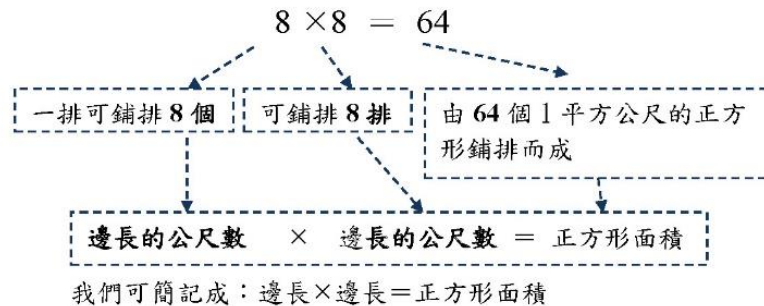 8 ×8 = 64
一排可鋪排 8 個
可鋪排 8 排
由 64 個 1 平方公尺的正方
形鋪排而成
邊長的公尺數 × 邊長的公尺數 = 正方形面積
我們可簡記成：邊長×邊長＝正方形面積